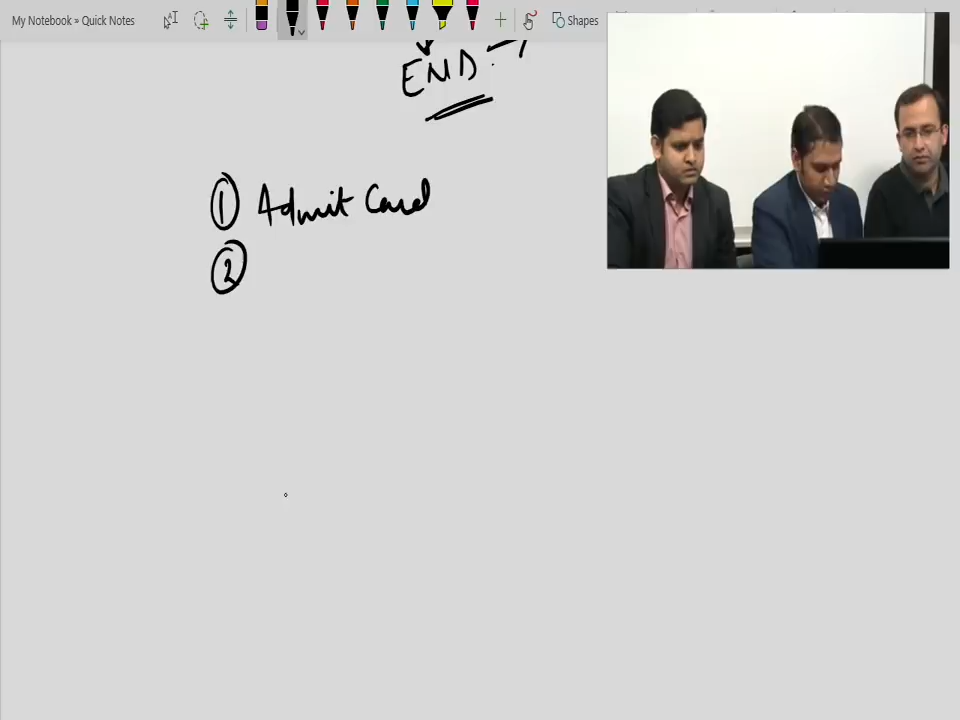 My Notebook » Quick Notes
Shapes
END.
① Admit Card
②